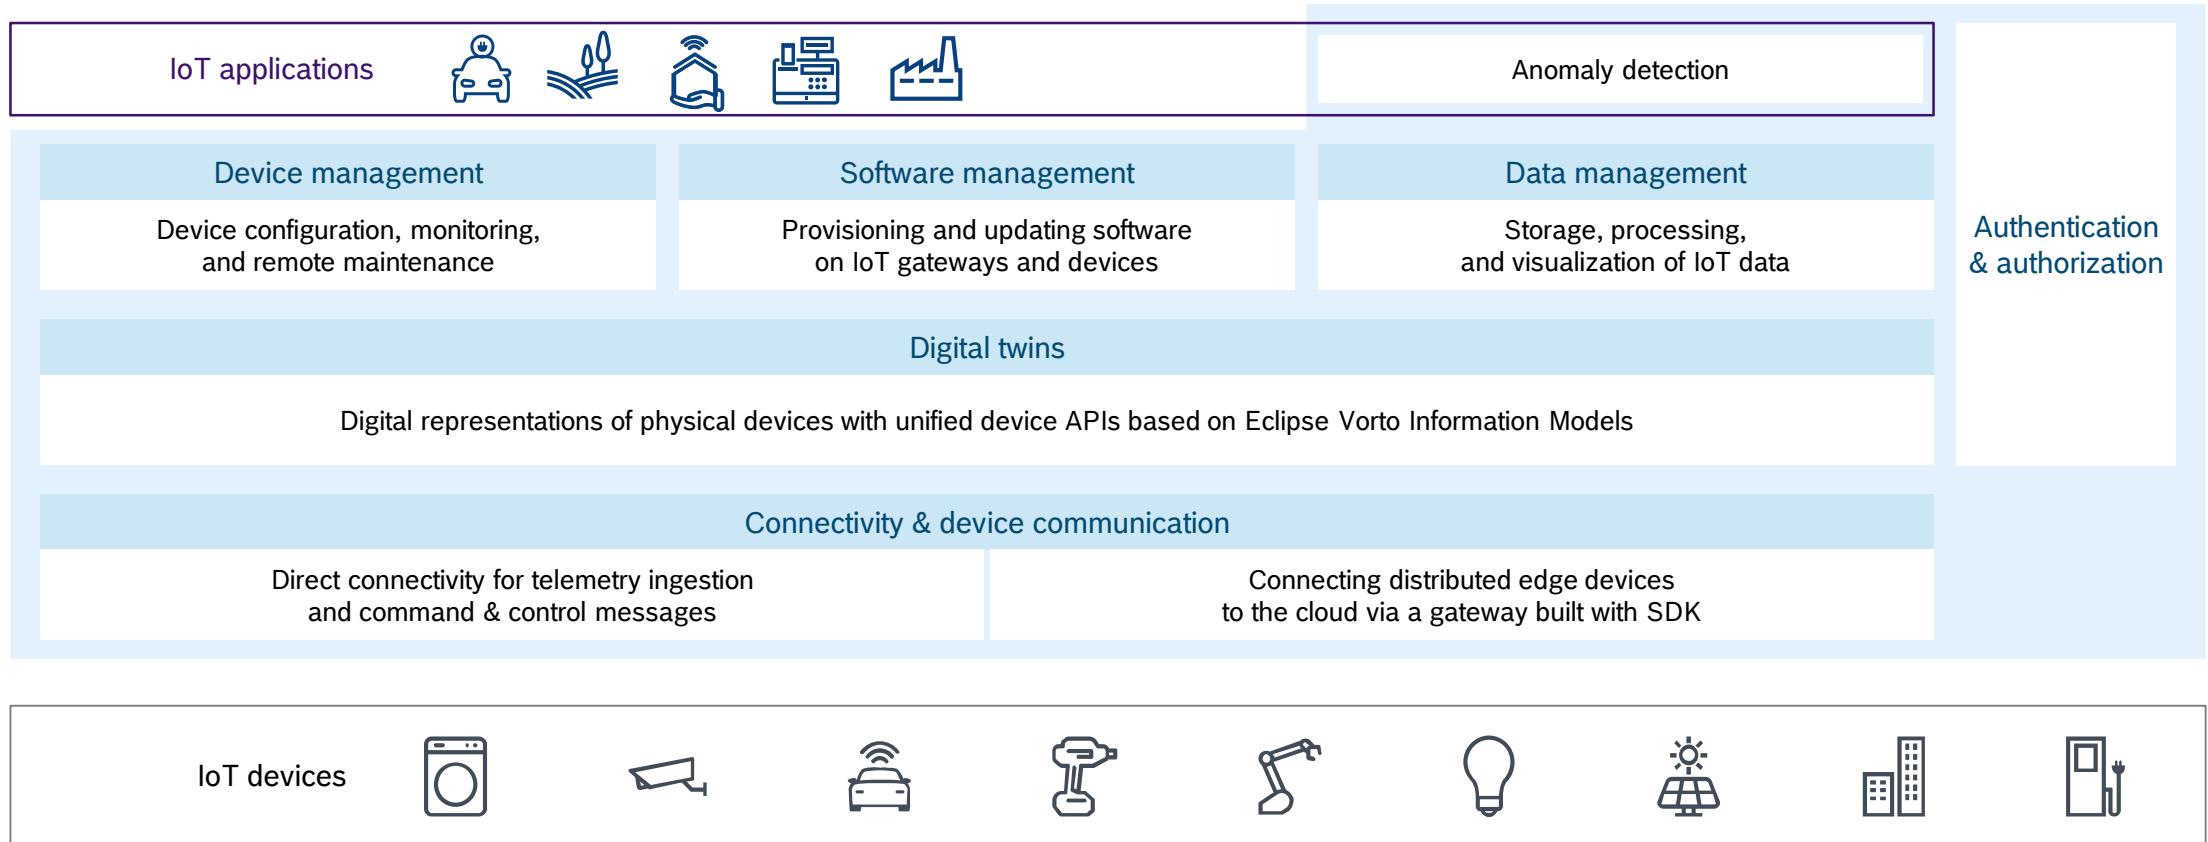 IoT applications
Anomaly detection
Device management
Device configuration, monitoring,
and remote maintenance
Software management
Provisioning and updating software
on IoT gateways and devices
Data management
Storage, processing,
and visualization of IoT data
Authentication
& authorization
Digital twins
Digital representations of physical devices with unified device APIs based on Eclipse Vorto Information Models
Connectivity & device communication
Direct connectivity for telemetry ingestion
and command & control messages
Connecting distributed edge devices
to the cloud via a gateway built with SDK
IoT devices